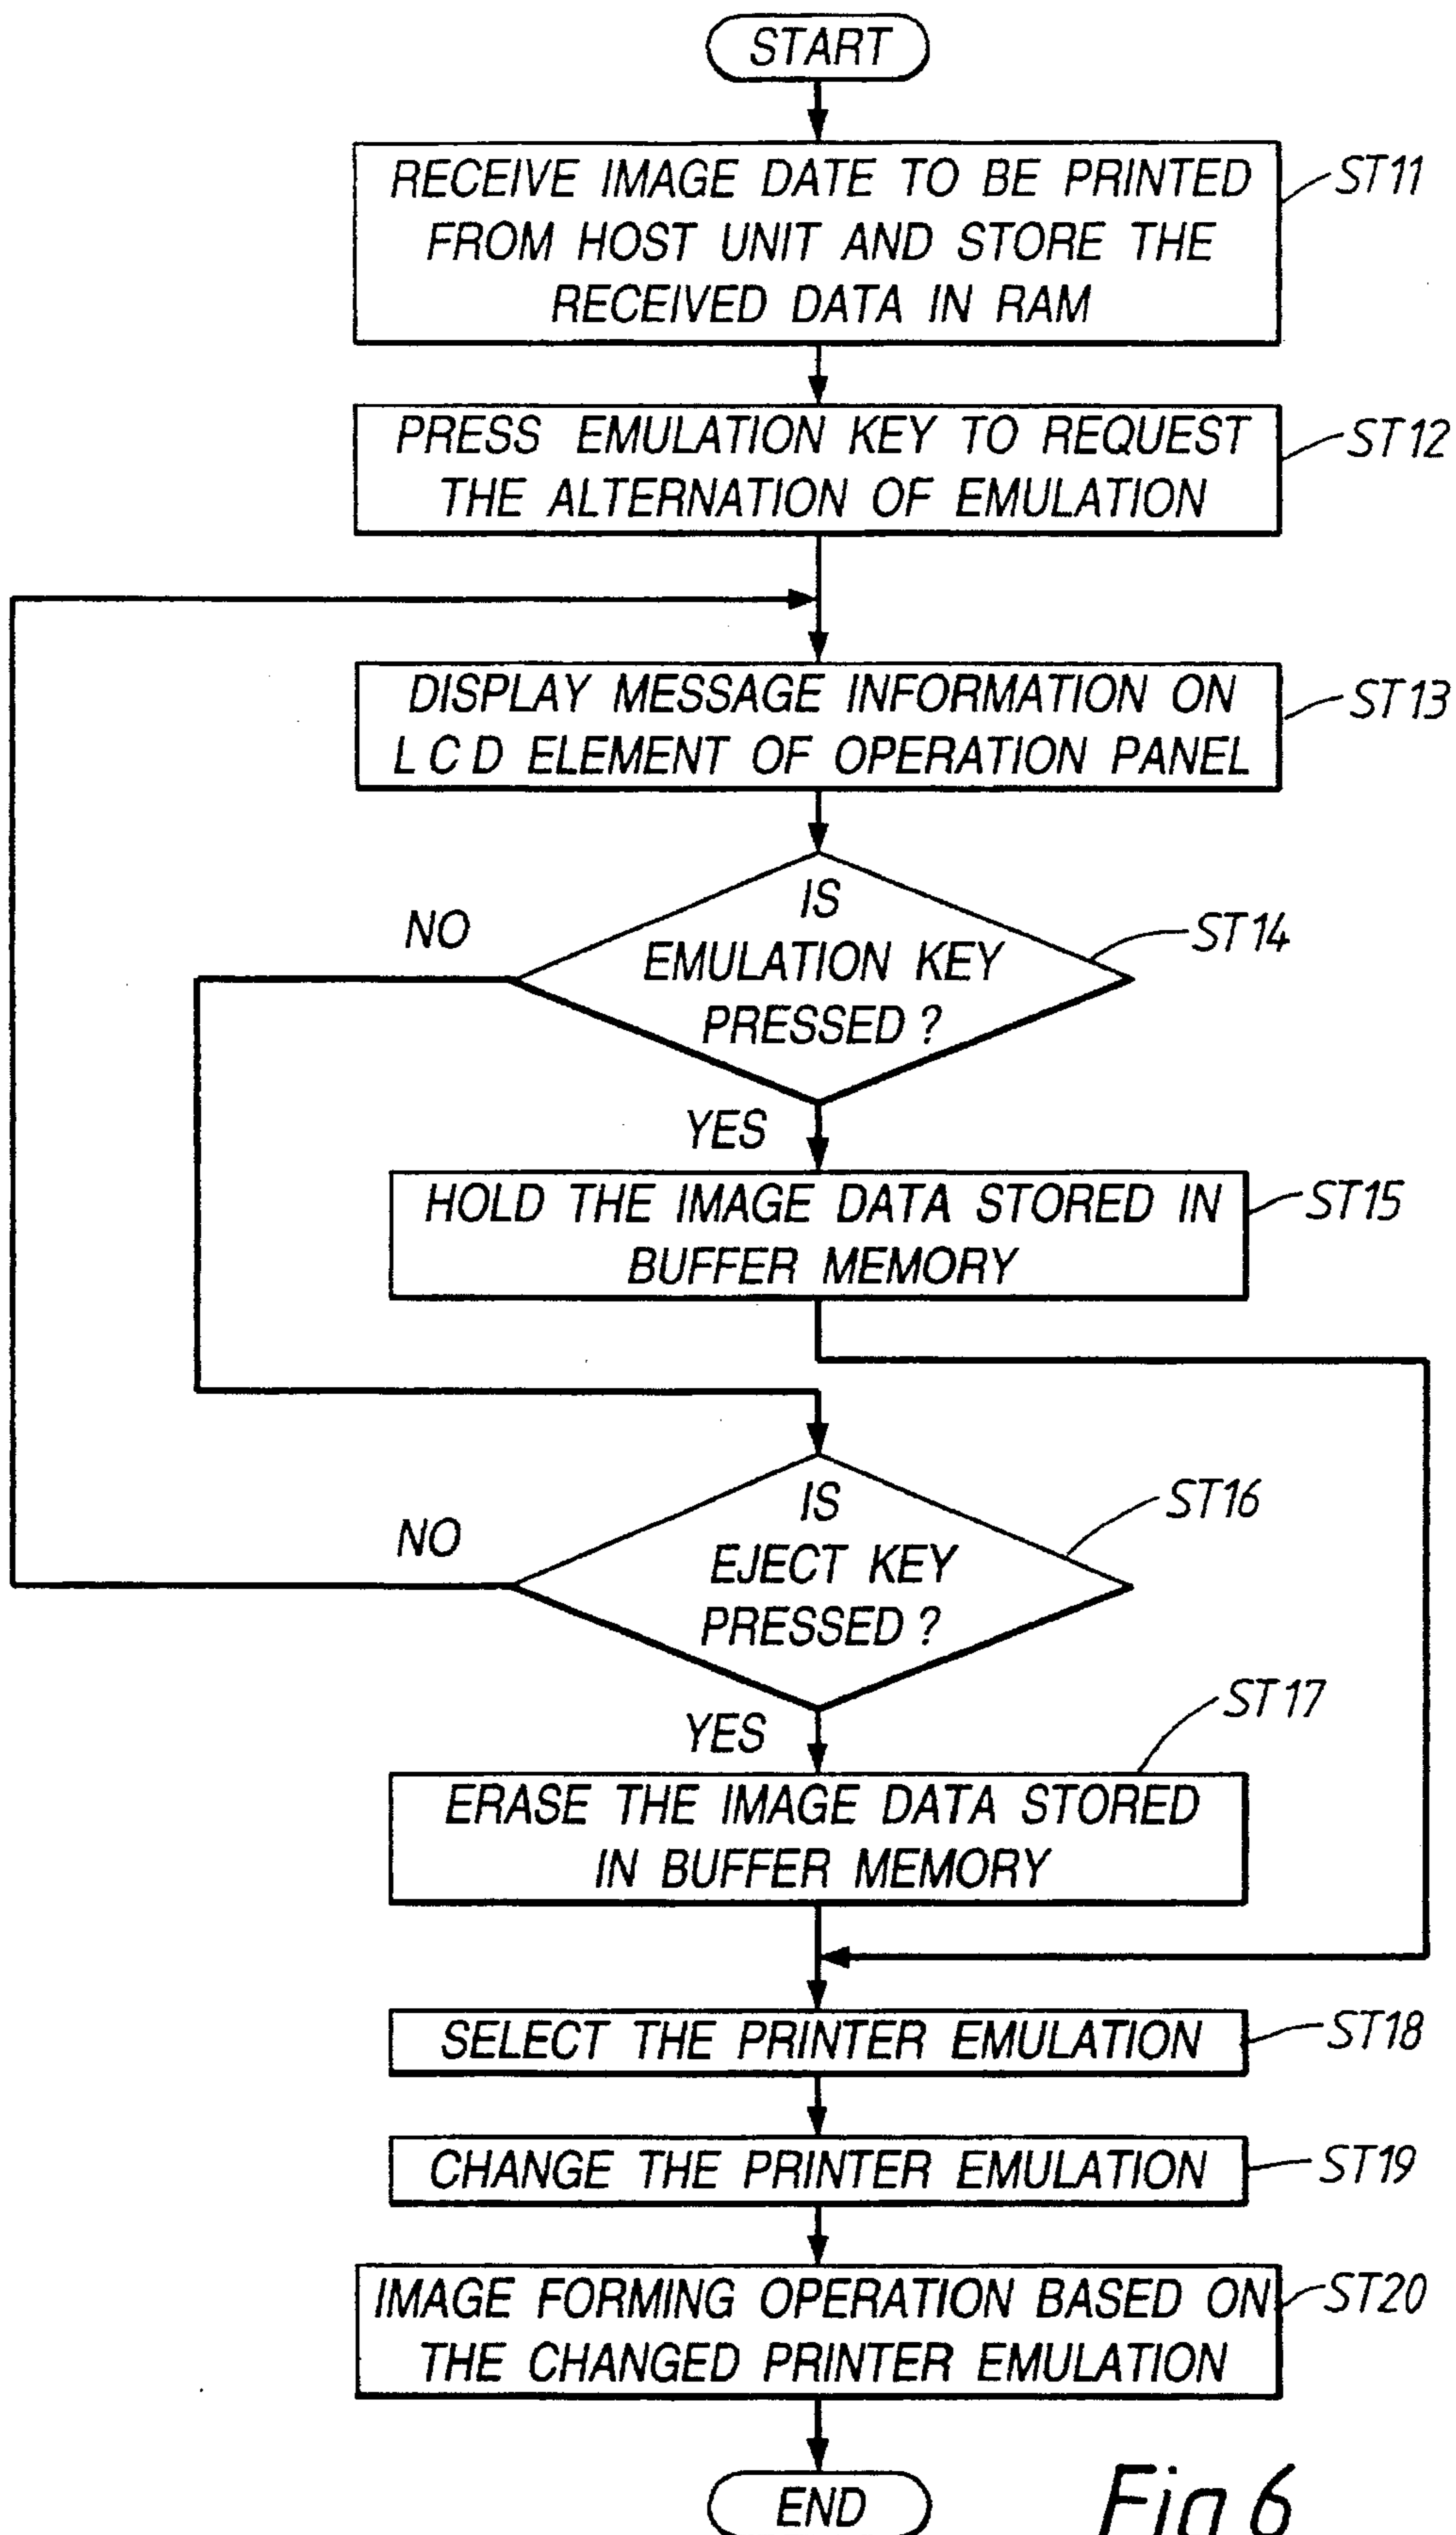 START
RECEIVE IMAGE DATE TO BE PRINTED
FROM HOST UNIT AND STORE THE
RECEIVED DATA IN RAM
ST11
PRESS EMULATION KEY TO REQUEST
THE ALTERNATION OF EMULATION
ST12
DISPLAY MESSAGE INFORMATION ON
LCD ELEMENT OF OPERATION PANEL
ST13
IS
EMULATION KEY
PRESSED?
ST14
NO
YES
HOLD THE IMAGE DATA STORED IN
BUFFER MEMORY
ST15
IS
EJECT KEY
PRESSED?
ST16
NO
YES
ERASE THE IMAGE DATA STORED
IN BUFFER MEMORY
ST17
SELECT THE PRINTER EMULATION
ST18
CHANGE THE PRINTER EMULATION
ST19
IMAGE FORMING OPERATION BASED ON
THE CHANGED PRINTER EMULATION
ST20
END
Fig 6